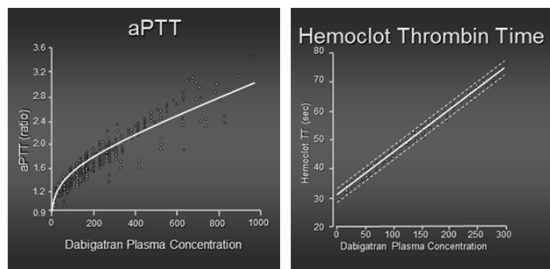 aPTT
3.6
3.2
2.8
2.4
2.0
1.6
1.2
0.9
aPTT (ratio)
0 200 400 600 800 1000
Dabigatran Plasma Concentration
Hemoclot Thrombin Time
80
70
60
50
40
30
20
Hemoclot TT (sec)
0 50 100 150 200 250 300
Dabigatran Plasma Concentration